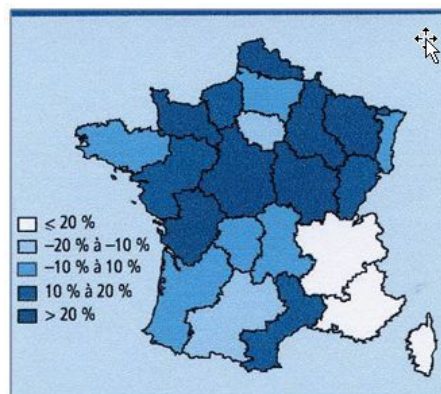 ≤ 20 %
–20 % à –10 %
–10 % à 10 %
10 % à 20 %
> 20 %